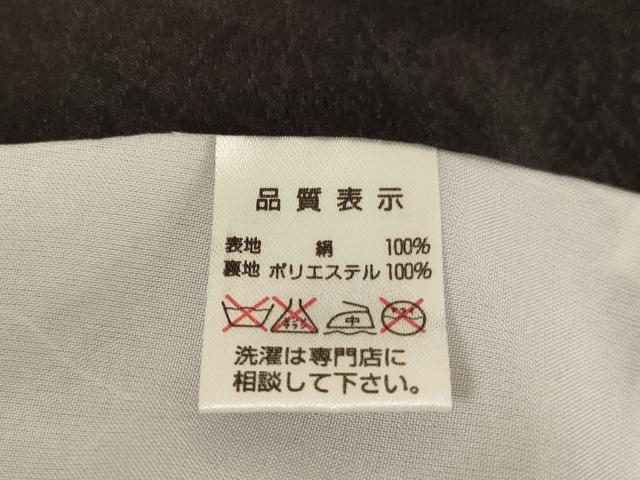 品質表示
表地 絹 100%
裏地 ポリエステル 100%
中
洗濯は専門店に
相談して下さい。